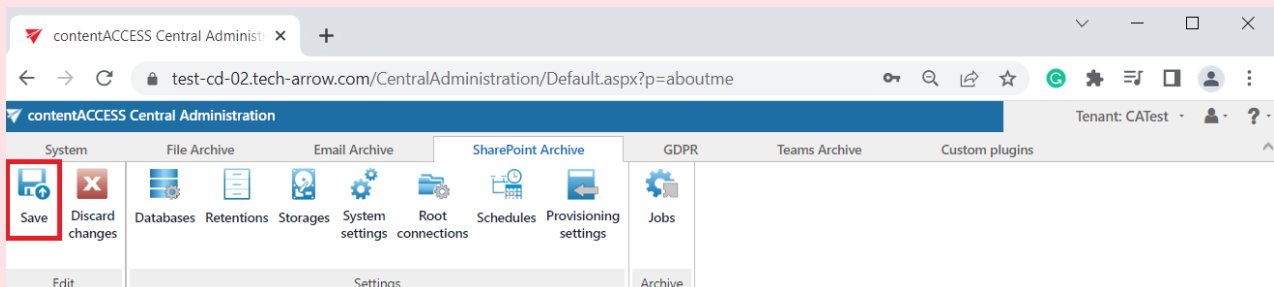 contentACCESS Central Administ
test-cd-02.tech-arrow.com/CentralAdministration/Default.aspx?p=aboutme
contentACCESS Central Administration
Tenant: CATest
?
System
File Archive
Email Archive
SharePoint Archive
GDPR
Teams Archive
Custom plugins
Save
Discard
changes
Databases
Retentions
Storages
System
settings
Root
connections
Schedules
Provisioning
settings
Jobs
Edit
Settings
Archive